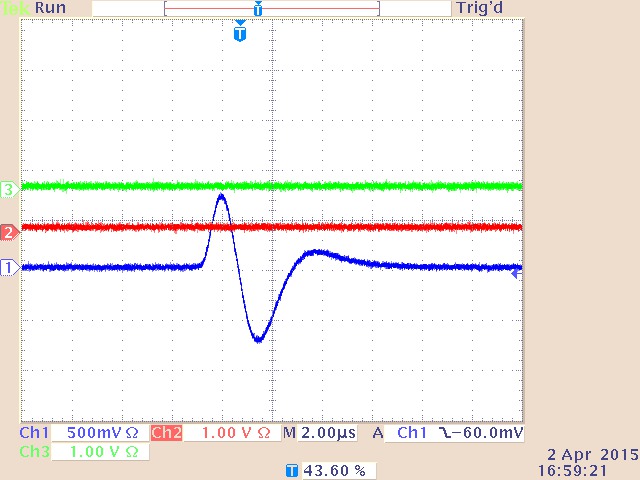 Tek Run Trig'd
T
T
3
2
1
Ch1 500mV Ω Ch2 1.00 V Ω M 2.00µs A Ch1 -60.0mV
Ch3 1.00 V Ω
T 43.60 %
2 Apr 2015
16:59:21